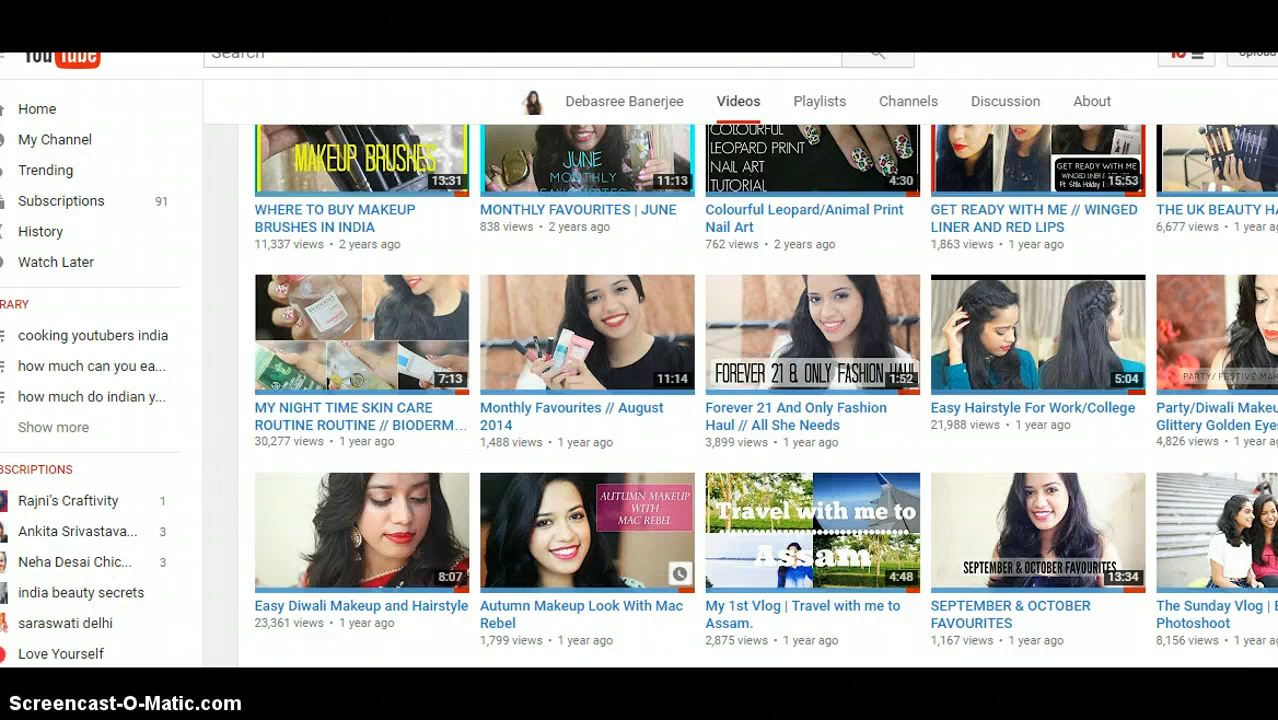 YouTube
Search
10
Upload
Home
My Channel
Trending
Subscriptions 91
History
Watch Later
RARY
cooking youtubers india
how much can you ea...
how much do indian y...
Show more
BSCRIPTIONS
Rajni's Craftivity 1
Ankita Srivastava... 3
Neha Desai Chic... 3
india beauty secrets
saraswati delhi
Love Yourself
Debasree Banerjee Videos Playlists Channels Discussion About
MAKEUP BRUSHES
13:31
WHERE TO BUY MAKEUP
BRUSHES IN INDIA
11,337 views • 2 years ago
JUNE
MONTHLY
FAVOURITES
11:13
MONTHLY FAVOURITES | JUNE
838 views • 2 years ago
COLOURFUL
LEOPARD PRINT
NAIL ART
TUTORIAL
4:30
Colourful Leopard/Animal Print
Nail Art
762 views • 2 years ago
GET READY WITH ME
15:53
GET READY WITH ME // WINGED
LINER AND RED LIPS
1,863 views • 1 year ago
THE UK BEAUTY HA
6,677 views • 1 year ag
7:13
MY NIGHT TIME SKIN CARE
ROUTINE ROUTINE // BIODERM...
30,277 views • 1 year ago
11:14
Monthly Favourites // August
2014
1,488 views • 1 year ago
FOREVER 21 & ONLY FASHION HAUL
1:52
Forever 21 And Only Fashion
Haul // All She Needs
3,899 views • 1 year ago
5:04
Easy Hairstyle For Work/College
21,988 views • 1 year ago
PARTY/ FESTIVE MAK
Party/Diwali Makeu
Glittery Golden Eyes
4,826 views • 1 year ag
8:07
Easy Diwali Makeup and Hairstyle
23,361 views • 1 year ago
AUTUMN MAKEUP
WITH
MAC REBEL
Autumn Makeup Look With Mac
Rebel
1,799 views • 1 year ago
Travel with me to
Assam
4:48
My 1st Vlog | Travel with me to
Assam.
2,875 views • 1 year ago
SEPTEMBER & OCTOBER FAVOURITES
13:34
SEPTEMBER & OCTOBER
FAVOURITES
1,167 views • 1 year ago
The Sunday Vlog |
Photoshoot
8,156 views • 1 year ag
Screencast-O-Matic.com